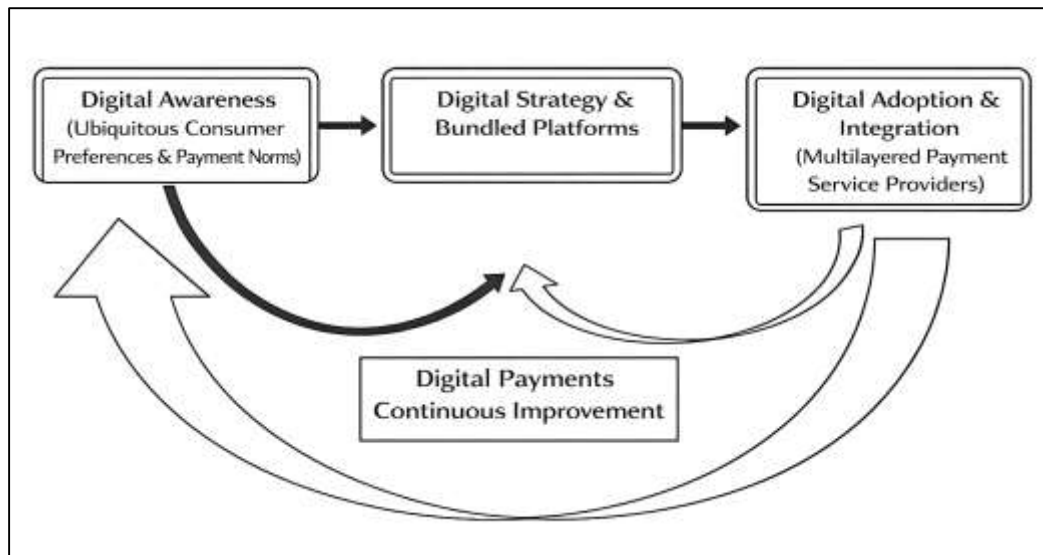 Digital Awareness
(Ubiquitous Consumer
Preferences & Payment Norms)
Digital Strategy &
Bundled Platforms
Digital Adoption &
Integration
(Multilayered Payment
Service Providers)
Digital Payments
Continuous Improvement